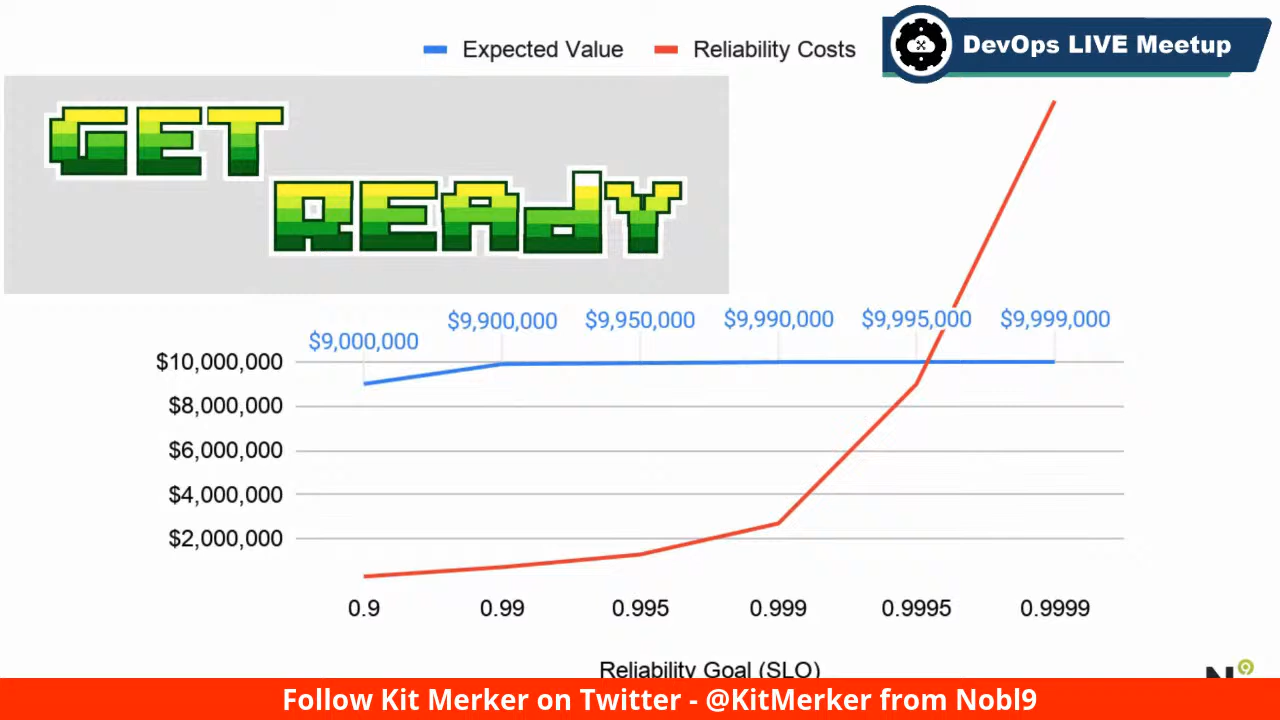 Expected Value
Reliability Costs
DevOps LIVE Meetup
GET
READY
$9,000,000
$9,900,000
$9,950,000
$9,990,000
$9,995,000
$9,999,000
$10,000,000
$8,000,000
$6,000,000
$4,000,000
$2,000,000
0.9
0.99
0.995
0.999
0.9995
0.9999
Reliability Goal (SLO)
N9
Follow Kit Merker on Twitter - @KitMerker from Nobl9